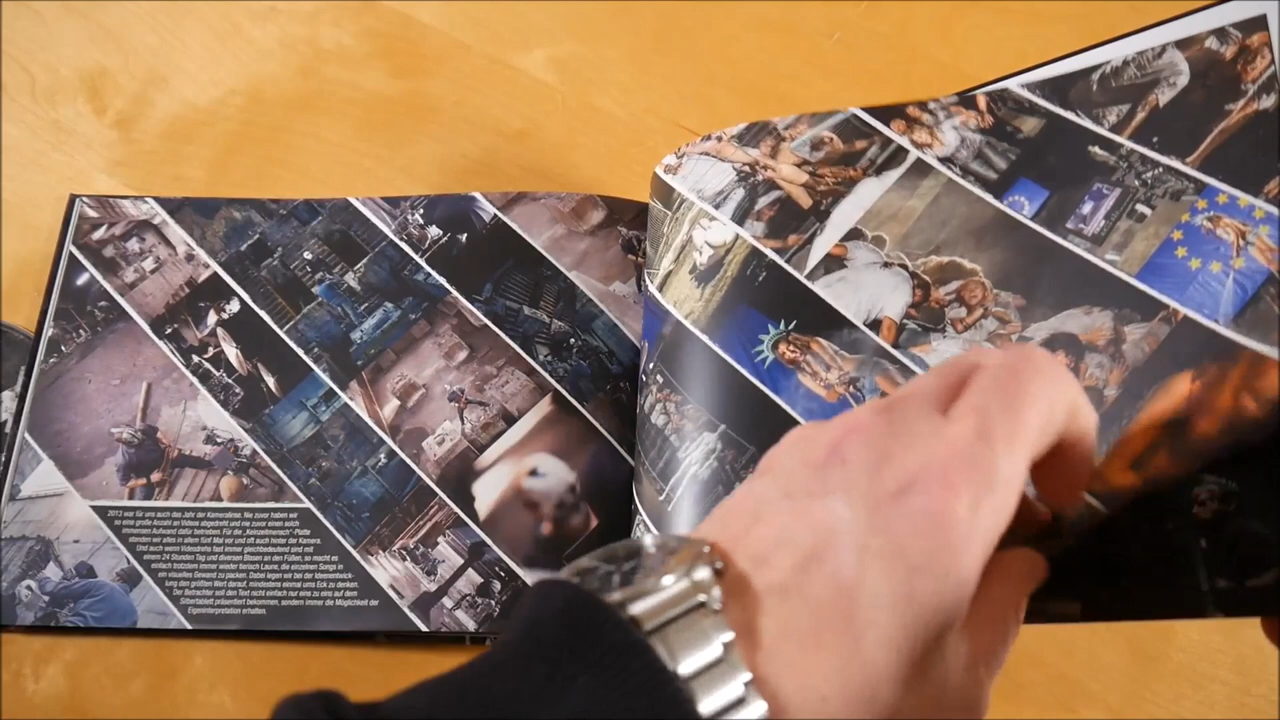 2013 war für uns auch das Jahr der Kameralinse. Nie zuvor haben wir
so eine große Anzahl an Videos abgedreht und nie zuvor einen solch
immensen Aufwand dafür betrieben. Für die „Keinzeitmensch“-Platte
standen wir alles in allem fünf Mal vor und oft auch hinter der Kamera.
Und auch wenn Videodrehs fast immer gleichbedeutend sind mit
einem 24 Stunden Tag und diversen Blasen an den Füßen, so macht es
einfach trotzdem immer wieder tierisch Laune, die einzelnen Songs in
ein visuelles Gewand zu packen. Dabei legen wir bei der Ideenentwick-
lung den größten Wert darauf, mindestens einmal ums Eck zu denken.
Der Betrachter soll den Text nicht einfach nur eins zu eins auf dem
Silbertablett präsentiert bekommen, sondern immer die Möglichkeit der
Eigeninterpretation erhalten.